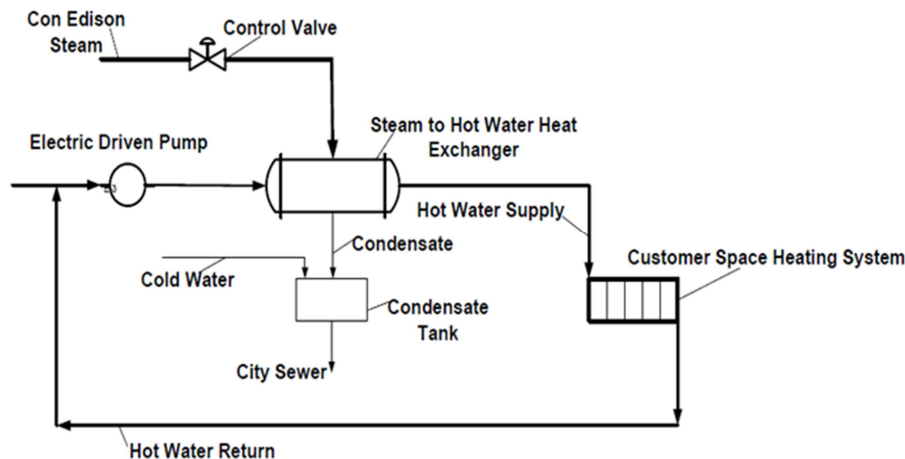 Con Edison
Steam
Control Valve
Steam to Hot Water Heat
Exchanger
Electric Driven Pump
Hot Water Supply
Condensate
Customer Space Heating System
Cold Water
Condensate
Tank
City Sewer
Hot Water Return